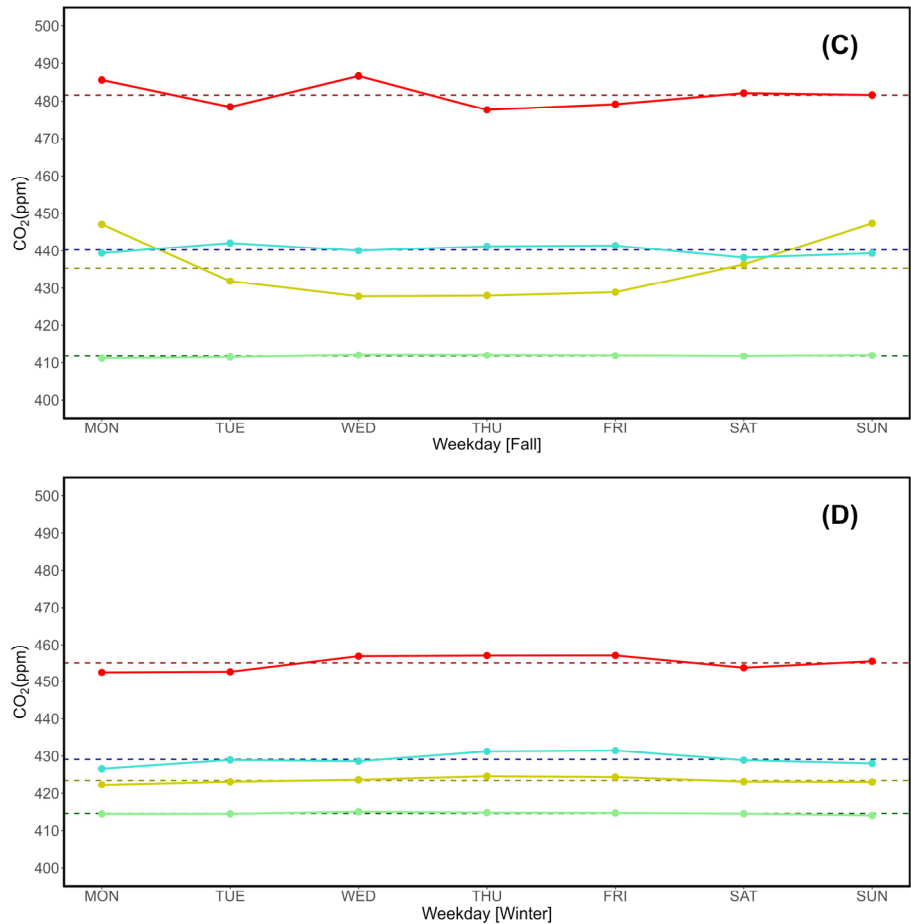 (C)
500
490
480
470
460
450
440
430
420
410
400
CO₂(ppm)
MON TUE WED THU FRI SAT SUN
Weekday [Fall]
(D)
500
490
480
470
460
450
440
430
420
410
400
CO₂(ppm)
MON TUE WED THU FRI SAT SUN
Weekday [Winter]